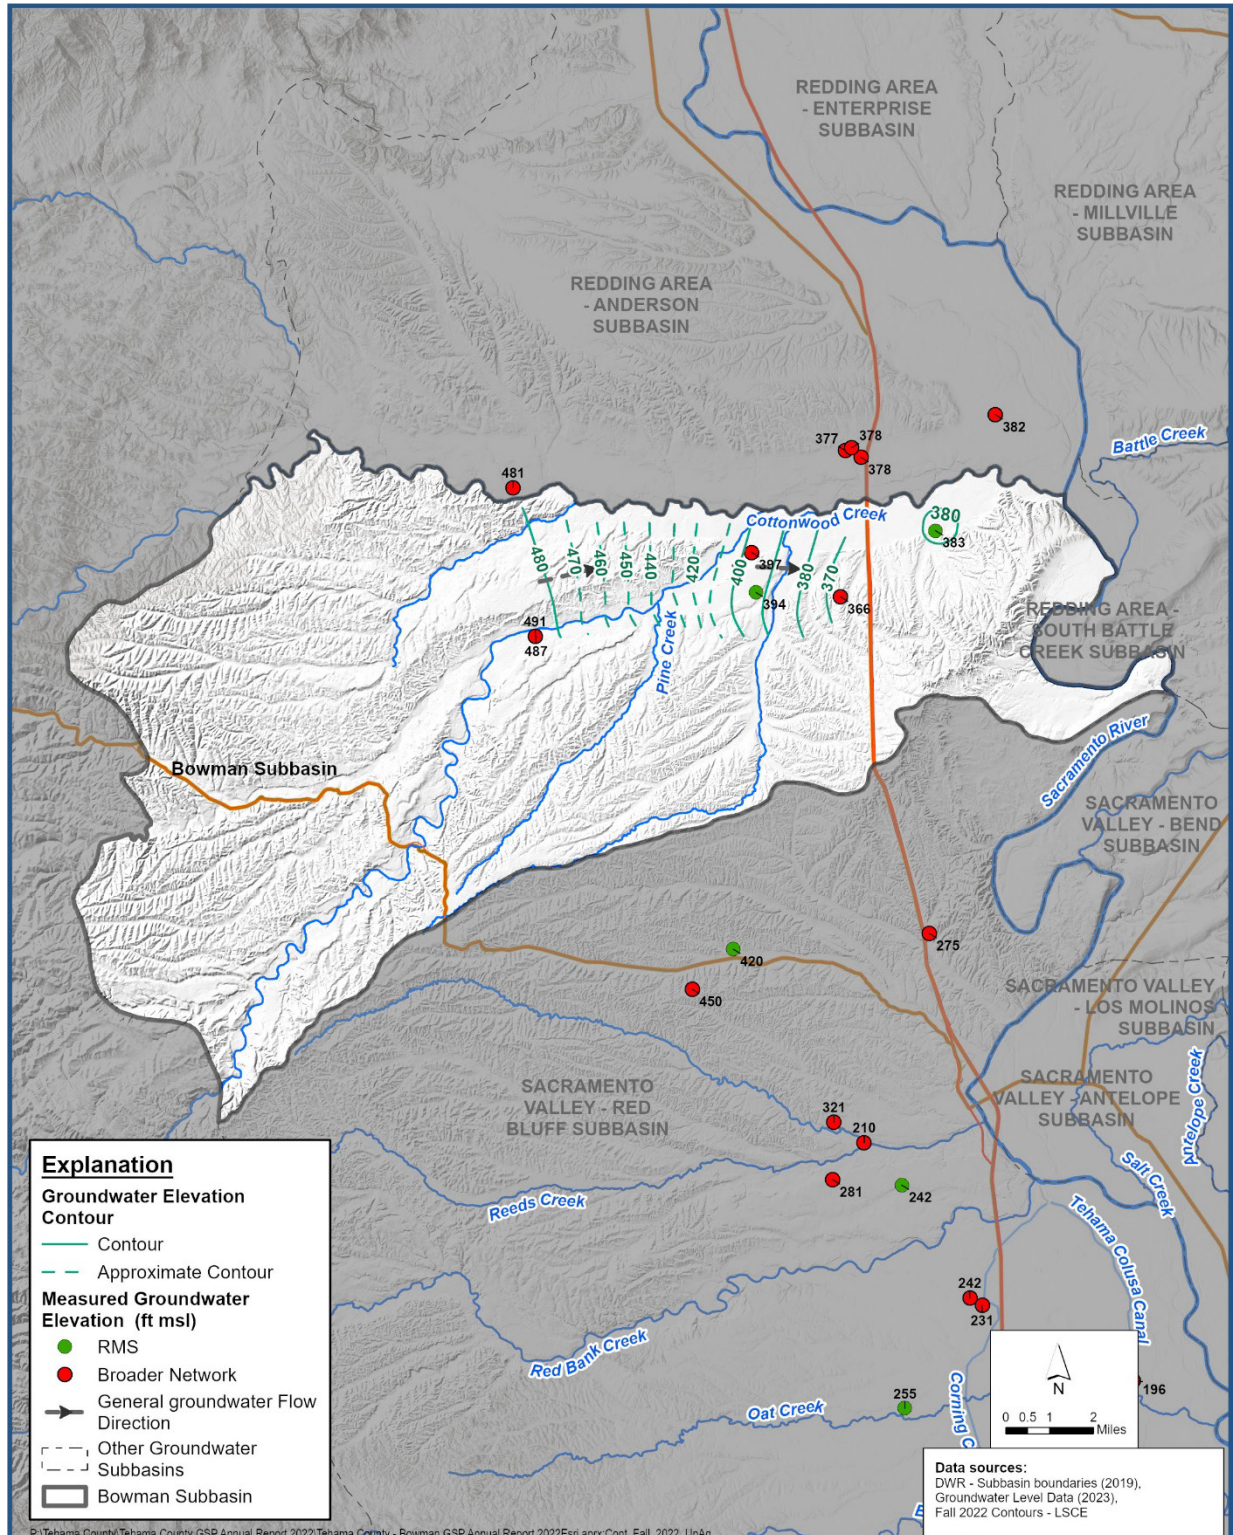 REDDING AREA
- ENTERPRISE
SUBBASIN
REDDING AREA
- MILLVILLE
SUBBASIN
REDDING AREA
- ANDERSON
SUBBASIN
382
Battle Creek
377
378
378
481
Cottonwood Creek
380
383
480
470
460
450
440
420
400
380
370
397
394
366
491
487
Pine Creek
REDDING AREA -
SOUTH BATTLE
CREEK SUBBASIN
Sacramento River
Bowman Subbasin
SACRAMENTO
VALLEY - BEND
SUBBASIN
275
420
450
SACRAMENTO VALLEY
- LOS MOLINOS
SUBBASIN
SACRAMENTO
VALLEY - RED
BLUFF SUBBASIN
SACRAMENTO
VALLEY - ANTELOPE
SUBBASIN
Antelope Creek
321
210
281
242
Salt Creek
Reeds Creek
Tehama Colusa Canal
242
231
Red Bank Creek
Corning C
196
255
Oat Creek
Explanation
Groundwater Elevation
Contour
Contour
Approximate Contour
Measured Groundwater
Elevation (ft msl)
RMS
Broader Network
General groundwater Flow
Direction
Other Groundwater
Subbasins
Bowman Subbasin
N
0 0.5 1 2
Miles
Data sources:
DWR - Subbasin boundaries (2019),
Groundwater Level Data (2023),
Fall 2022 Contours - LSCE